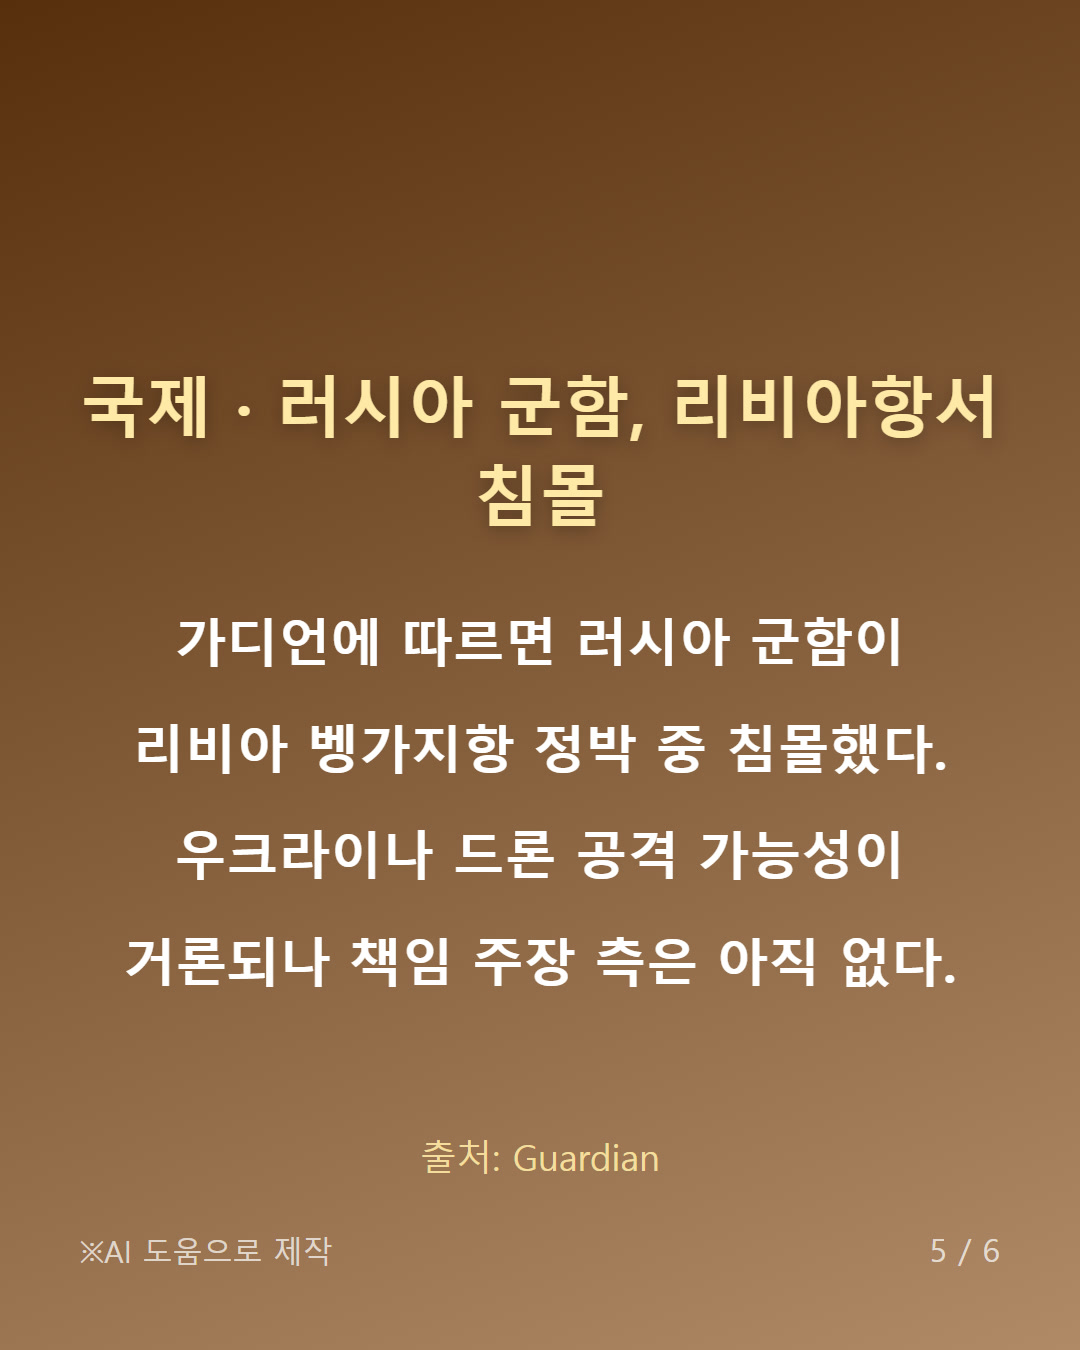 국제 · 러시아 군함, 리비아항서
침몰
가디언에 따르면 러시아 군함이
리비아 벵가지항 정박 중 침몰했다.
우크라이나 드론 공격 가능성이
거론되나 책임 주장 측은 아직 없다.
출처: Guardian
※AI 도움으로 제작
5 / 6